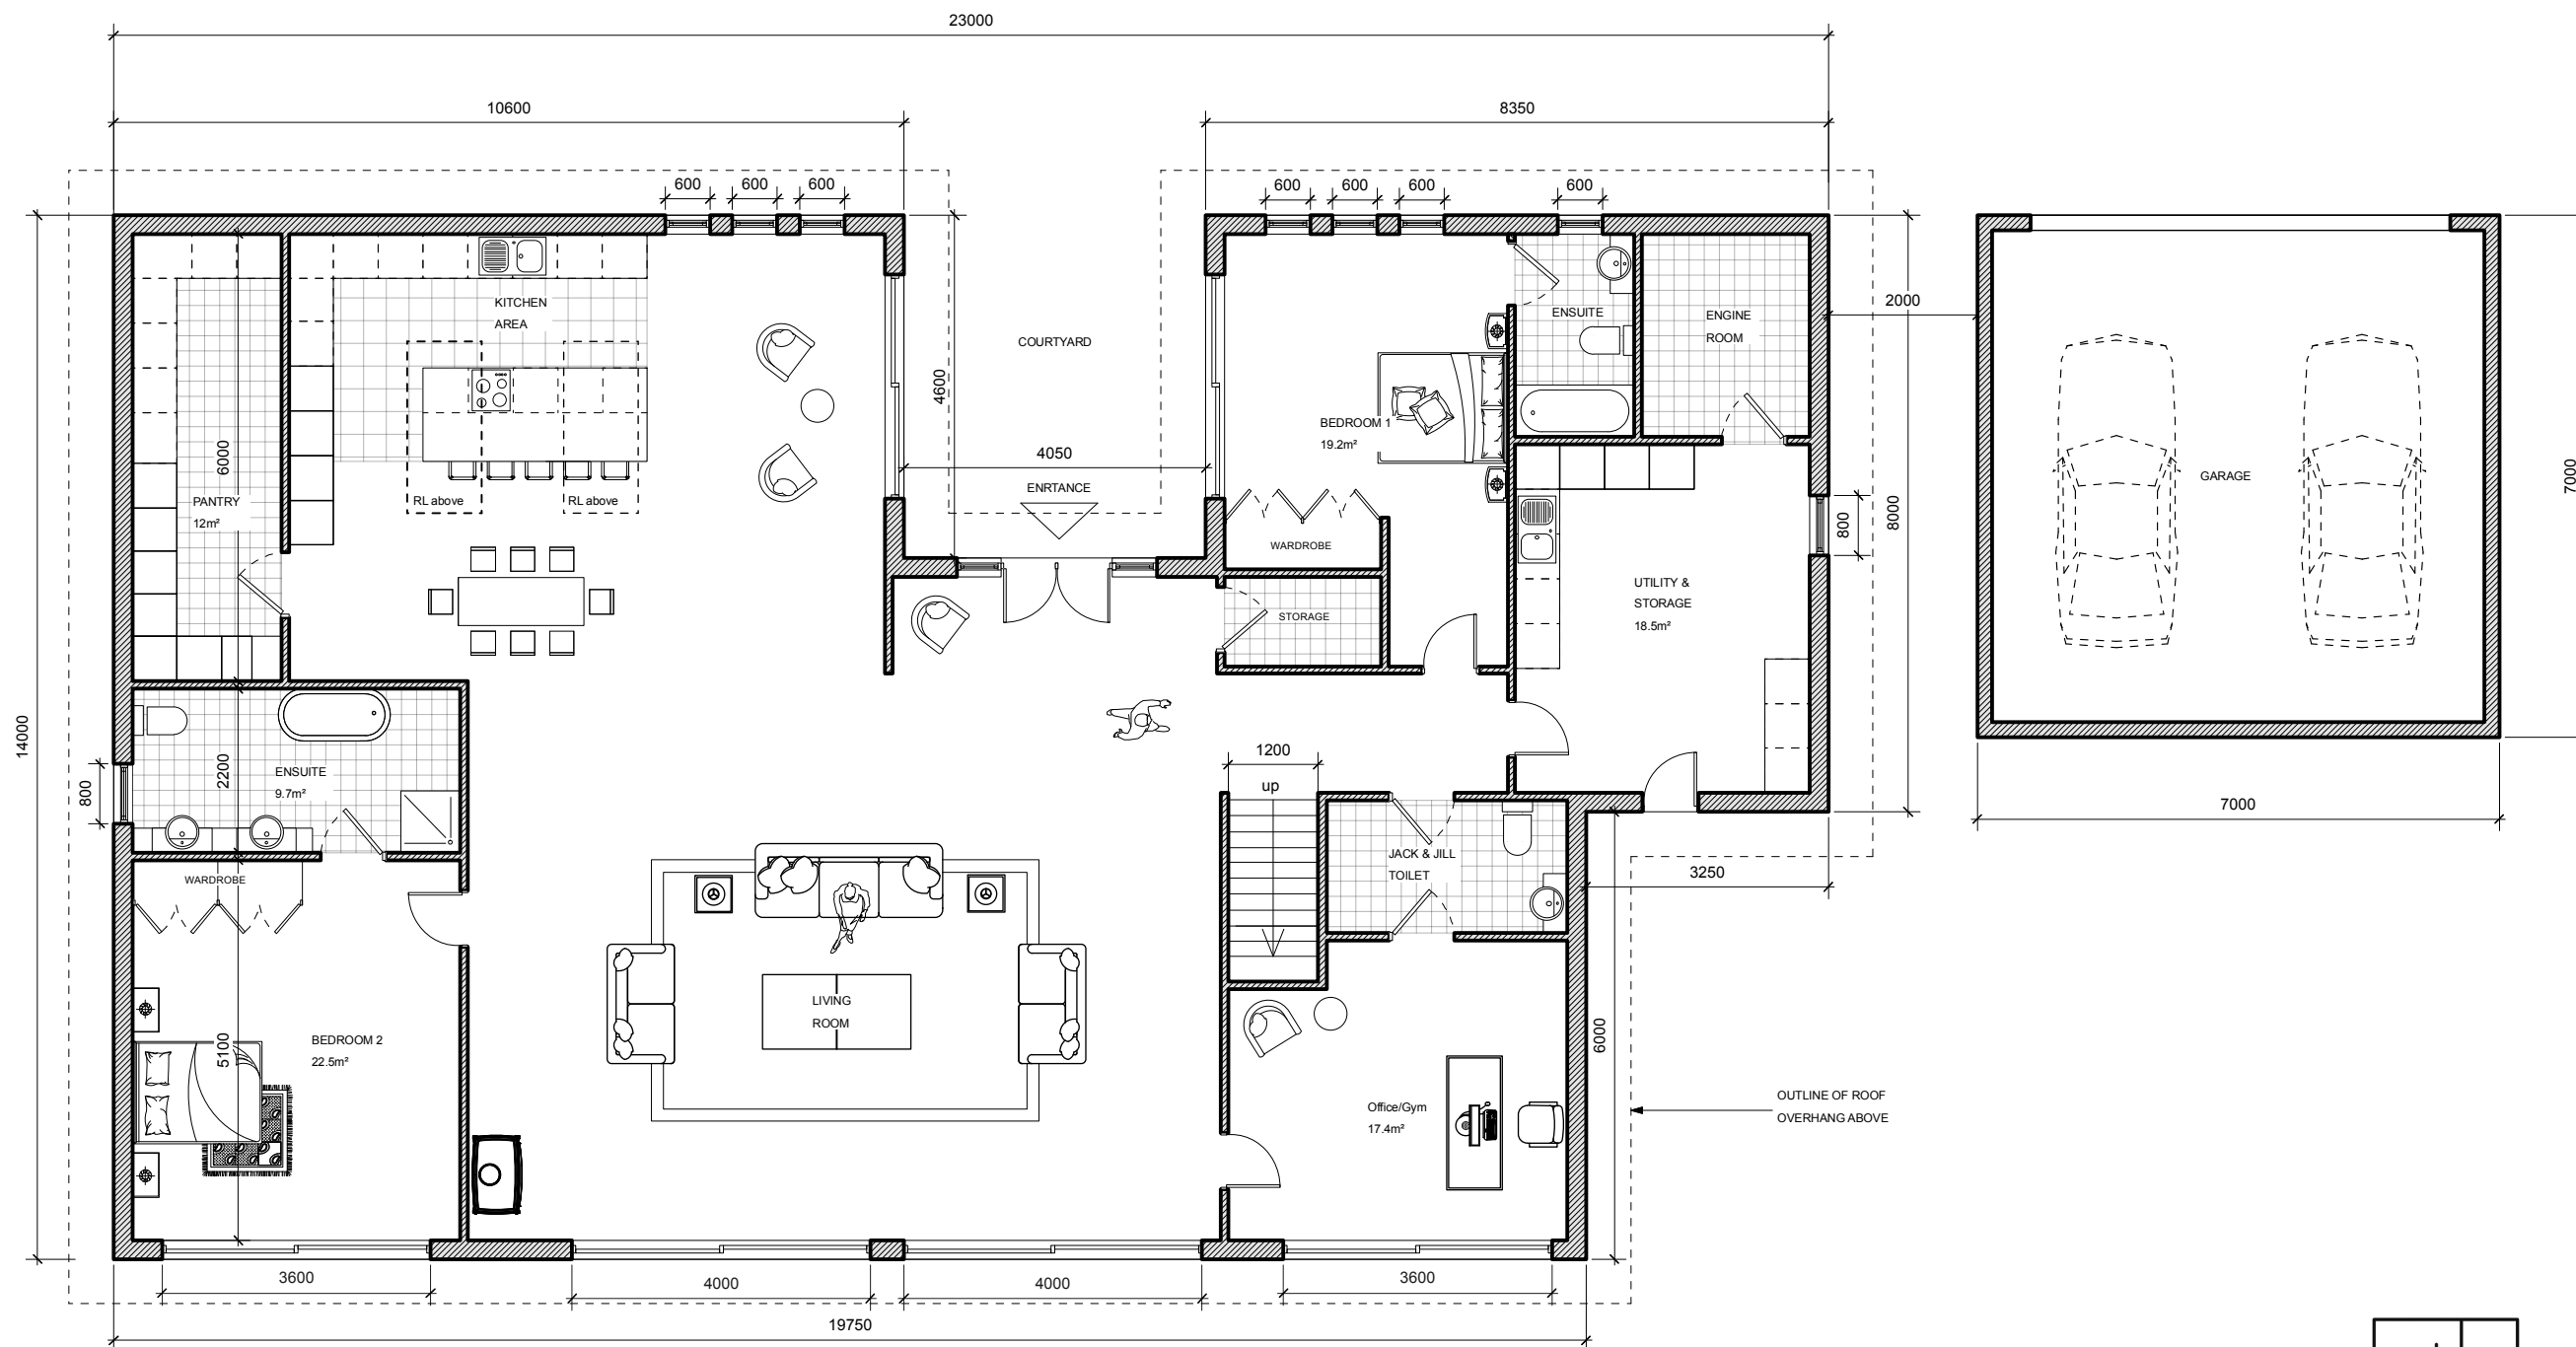 23000
10600
8350
600
600
600
600
600
600
600
KITCHEN
AREA
COURTYARD
ENSUITE
ENGINE
ROOM
2000
4600
BEDROOM 1
19.2m²
6000
4050
ENRTANCE
GARAGE
7000
PANTRY
12m²
RL above
RL above
800
8000
WARDROBE
UTILITY &
STORAGE
18.5m²
STORAGE
14000
2200
ENSUITE
9.7m²
800
1200
up
7000
WARDROBE
JACK & JILL
TOILET
3250
LIVING
ROOM
5100
BEDROOM 2
22.5m²
6000
Office/Gym
17.4m²
OUTLINE OF ROOF
OVERHANG ABOVE
3600
4000
4000
3600
19750